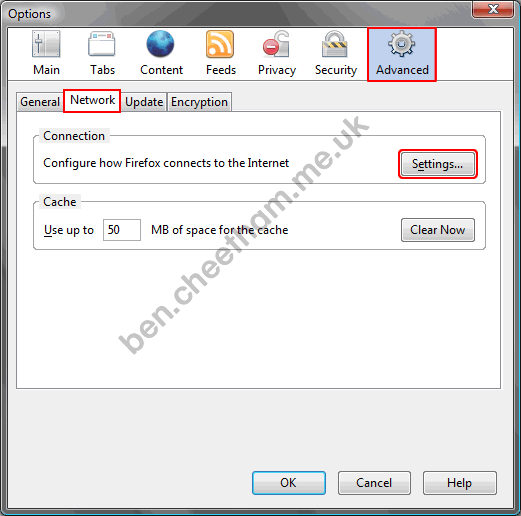 Options
Main Tabs Content Feeds Privacy Security Advanced
General Network Update Encryption
Connection
Configure how Firefox connects to the Internet Settings...
Cache
Use up to 50 MB of space for the cache Clear Now
ben.cheetham.me.uk
OK Cancel Help